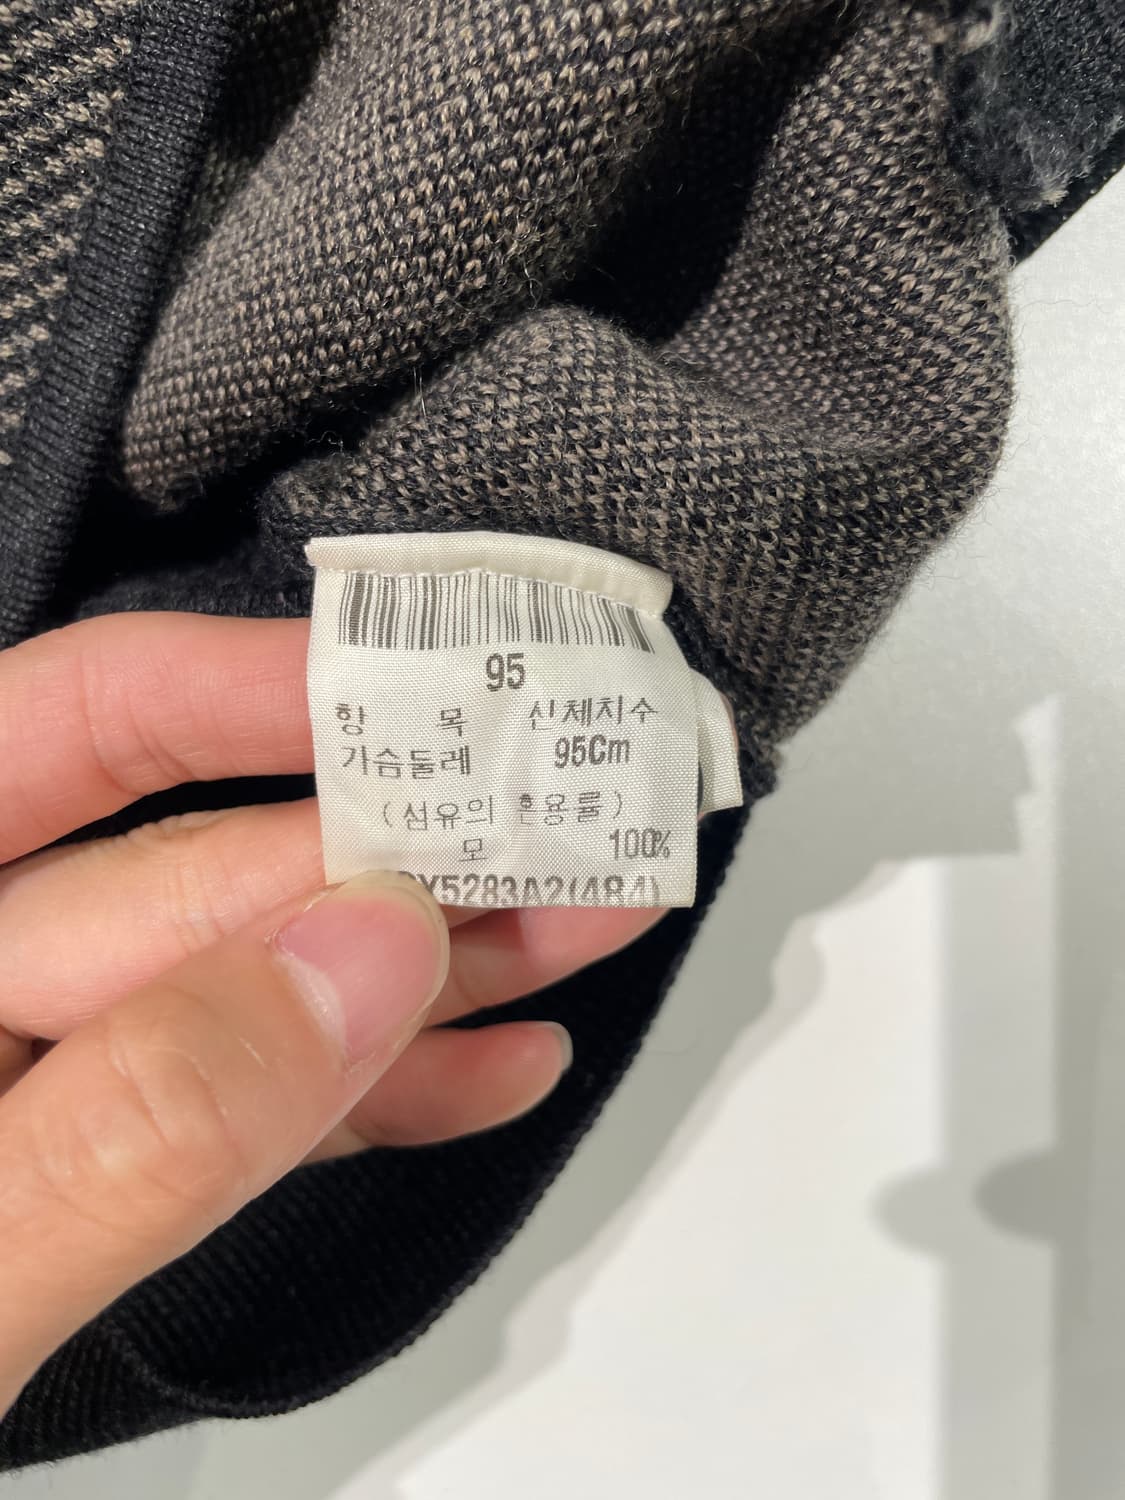 95
항 목 신체치수
가슴둘레 95Cm
(섬유의 혼용률)
모 100%